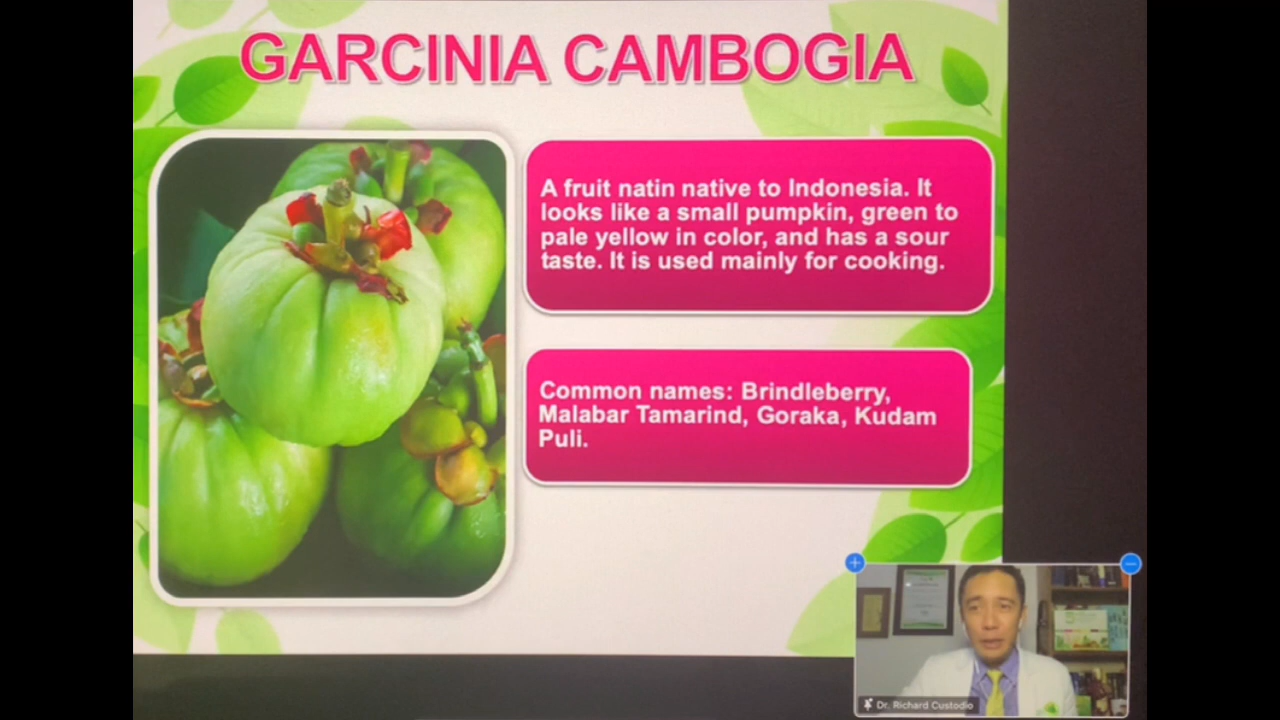 GARCINIA CAMBOGIA
A fruit natin native to Indonesia. It
looks like a small pumpkin, green to
pale yellow in color, and has a sour
taste. It is used mainly for cooking.
Common names: Brindleberry,
Malabar Tamarind, Goraka, Kudam
Puli.
Dr. Richard Custodio